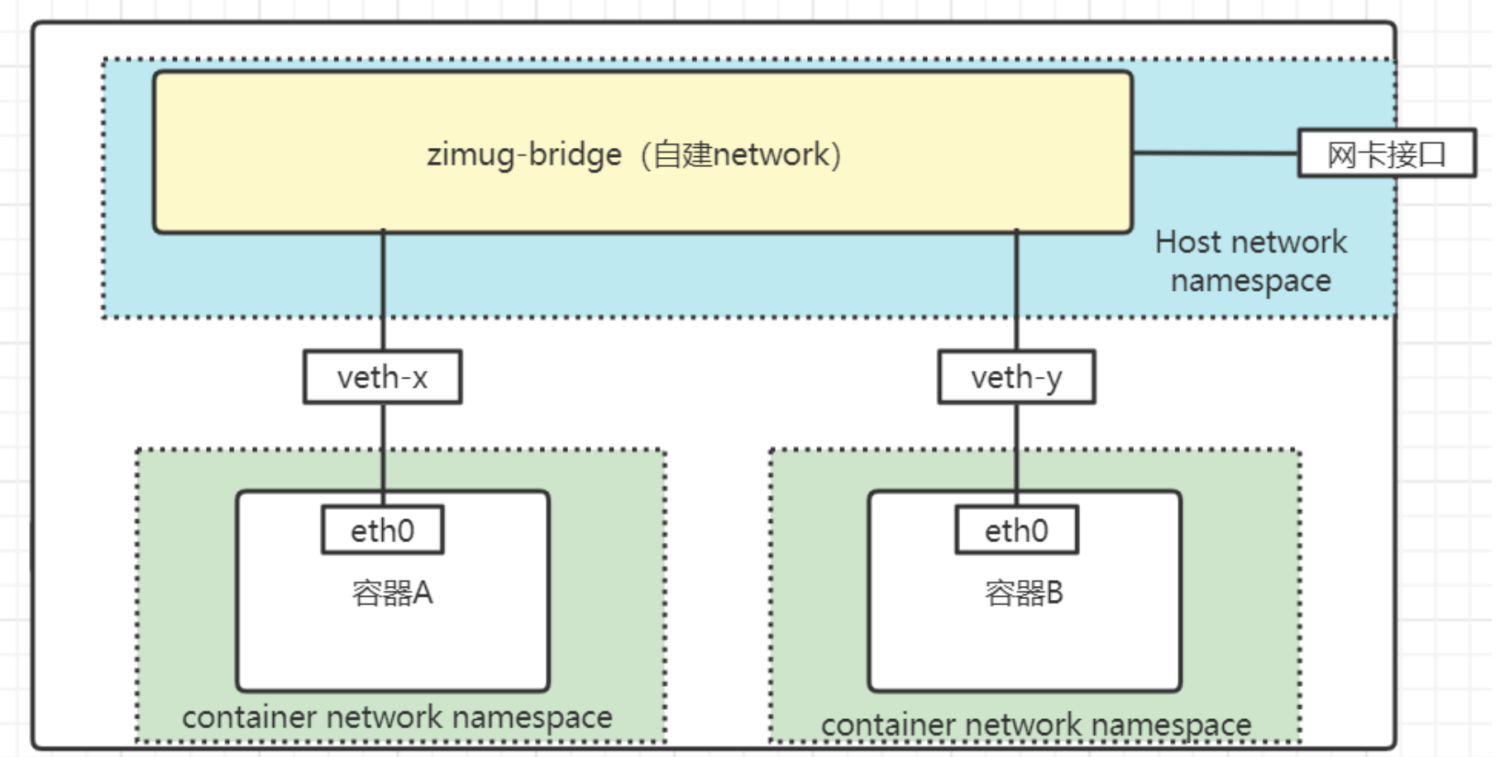 zimug-bridge（自建network）
网卡接口
Host network
namespace
veth-x
veth-y
eth0
eth0
容器A
容器B
container network namespace
container network namespace